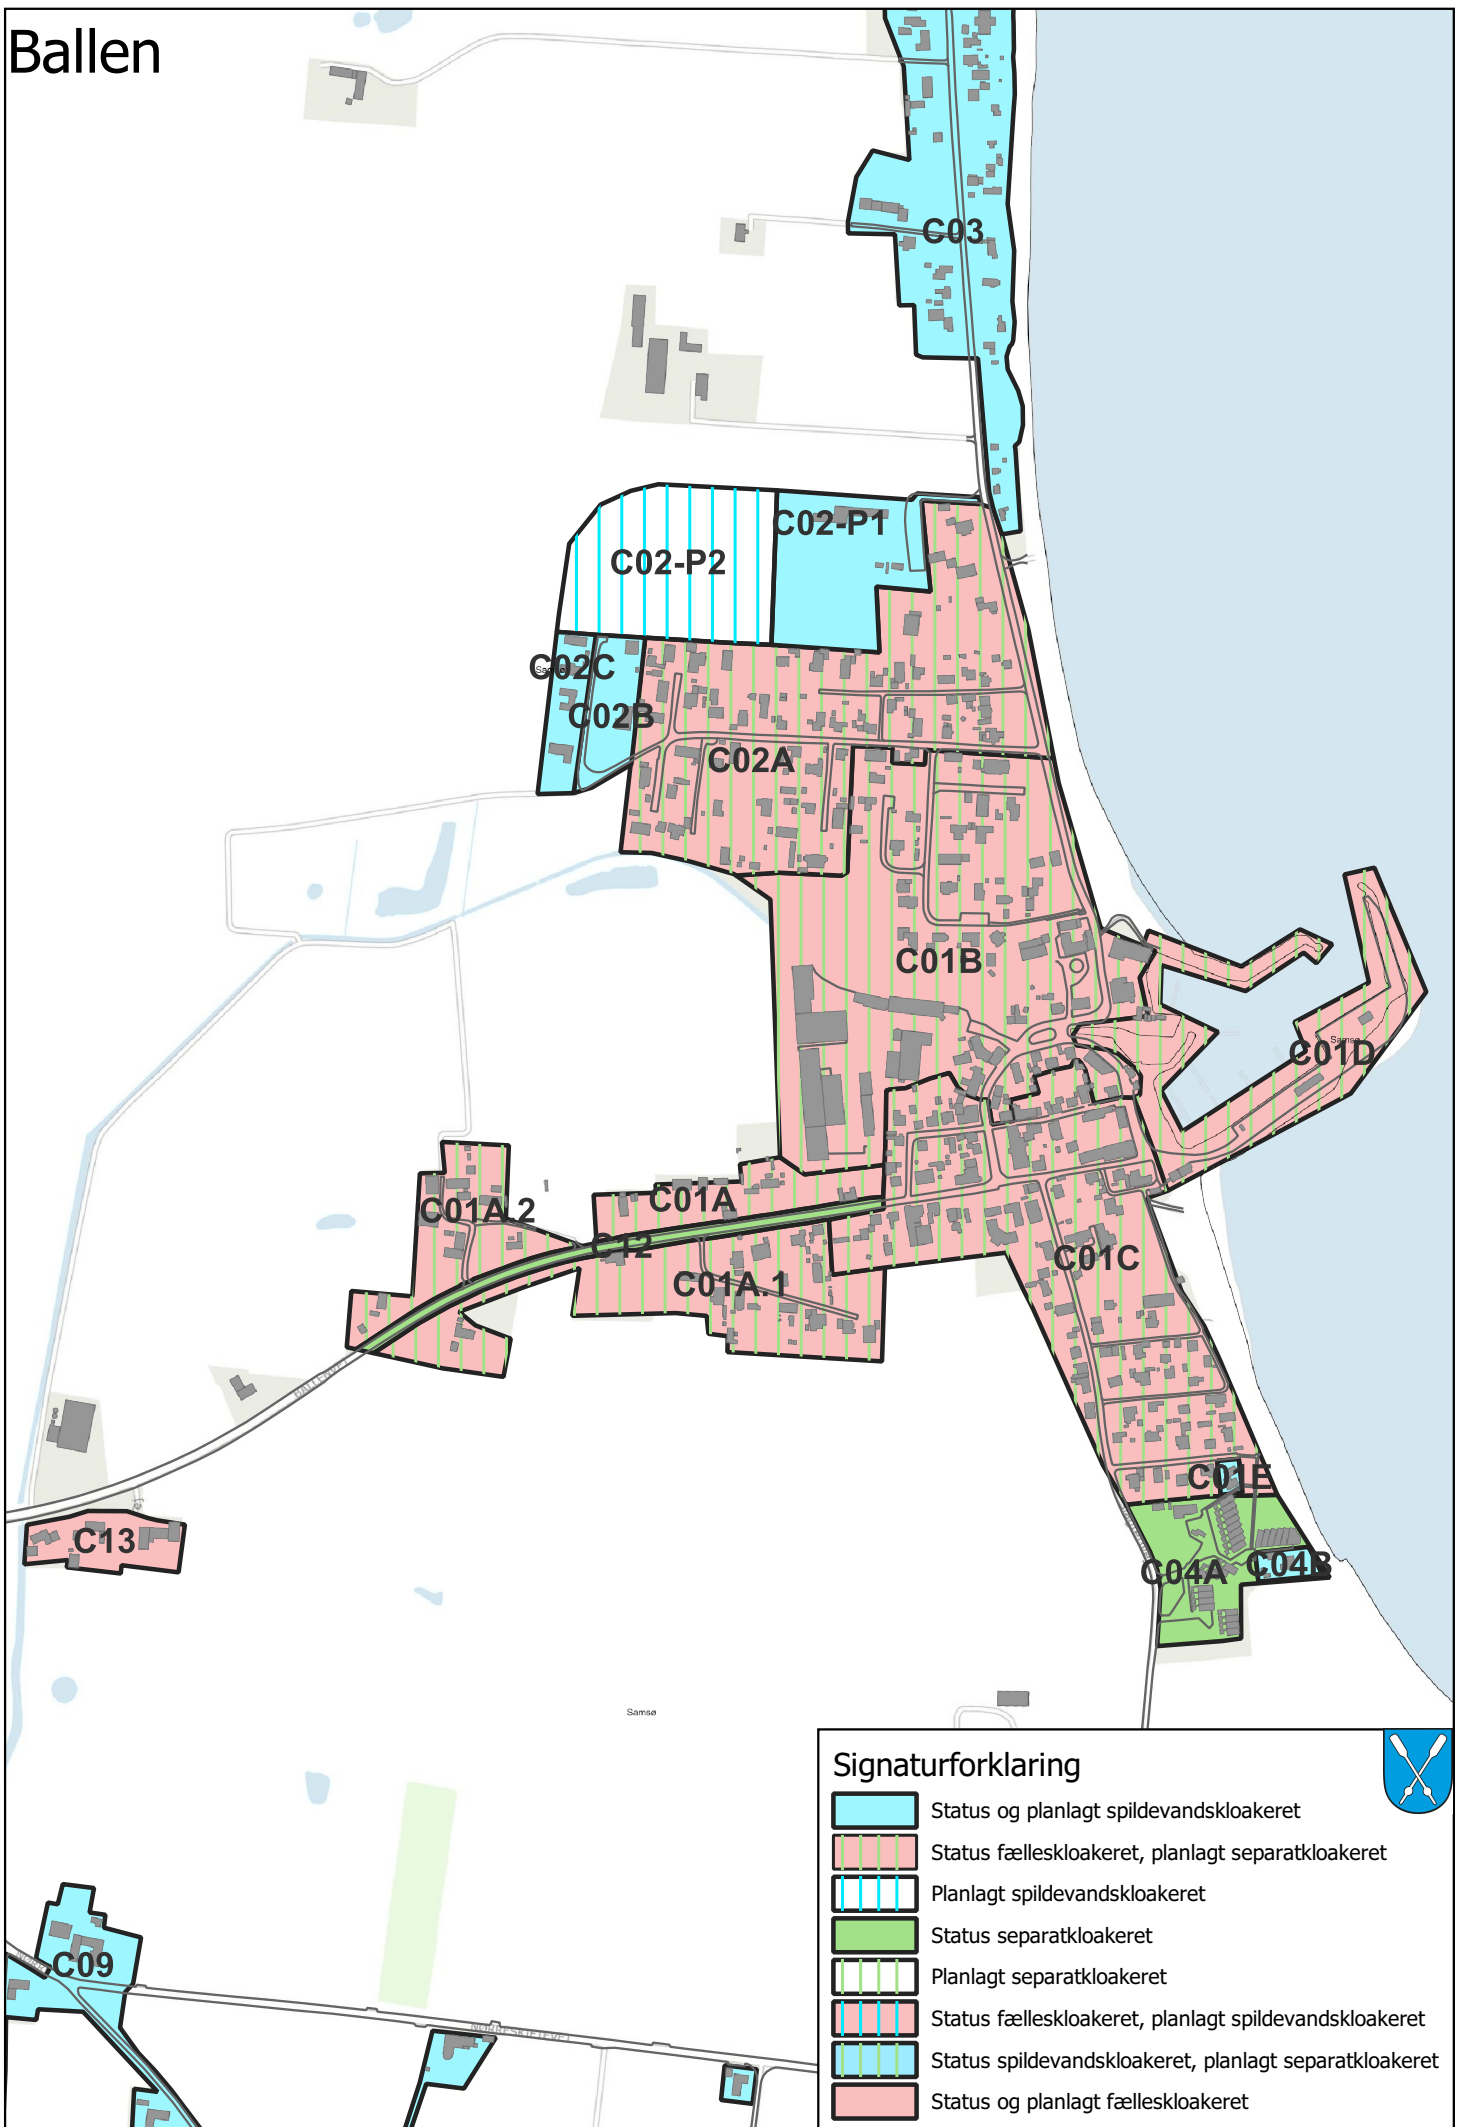 Ballen
C03
C02-P1
C02-P2
C02C
C02B
C02A
C01B
Samsø
C01D
C01A.2
C01A
C12
C01A.1
C01C
BALLENVEJ
C01E
C13
C04A
C04B
Samsø
C09
Signaturforklaring
Status og planlagt spildevandskloakeret
Status fælleskloakeret, planlagt separatkloakeret
Planlagt spildevandskloakeret
Status separatkloakeret
Planlagt separatkloakeret
Status fælleskloakeret, planlagt spildevandskloakeret
Status spildevandskloakeret, planlagt separatkloakeret
Status og planlagt fælleskloakeret